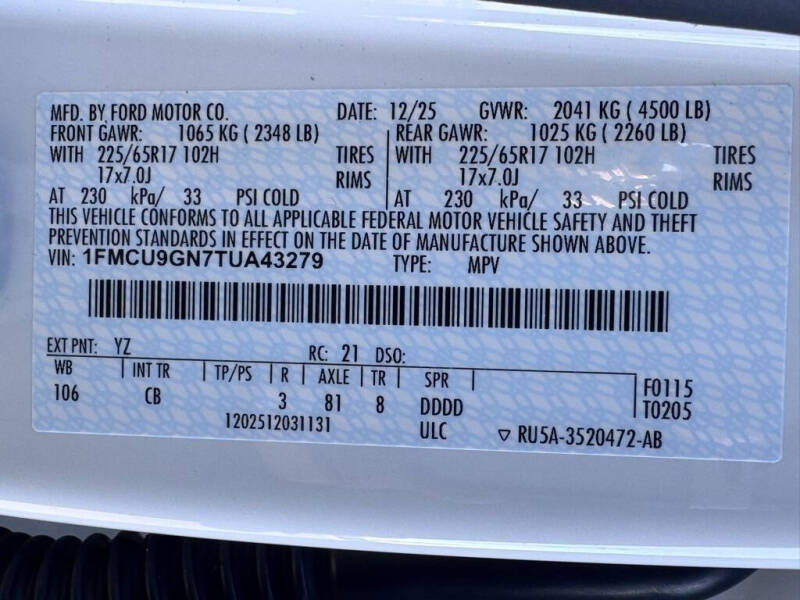 MFD. BY FORD MOTOR CO. DATE: 12/25 GVWR: 2041 KG ( 4500 LB)
FRONT GAWR: 1065 KG ( 2348 LB) REAR GAWR: 1025 KG ( 2260 LB)
WITH 225/65R17 102H TIRES WITH 225/65R17 102H TIRES
17x7.0J RIMS 17x7.0J RIMS
AT 230 kPa/ 33 PSI COLD AT 230 kPa/ 33 PSI COLD
THIS VEHICLE CONFORMS TO ALL APPLICABLE FEDERAL MOTOR VEHICLE SAFETY AND THEFT
PREVENTION STANDARDS IN EFFECT ON THE DATE OF MANUFACTURE SHOWN ABOVE.
VIN: 1FMCU9GN7TUA43279 TYPE: MPV
EXT PNT: YZ RC: 21 DSO:
WB INT TR TP/PS R AXLE TR SPR F0115
106 CB 3 81 8 DDDD T0205
1202512031131 ULC ▽ RU5A-3520472-AB